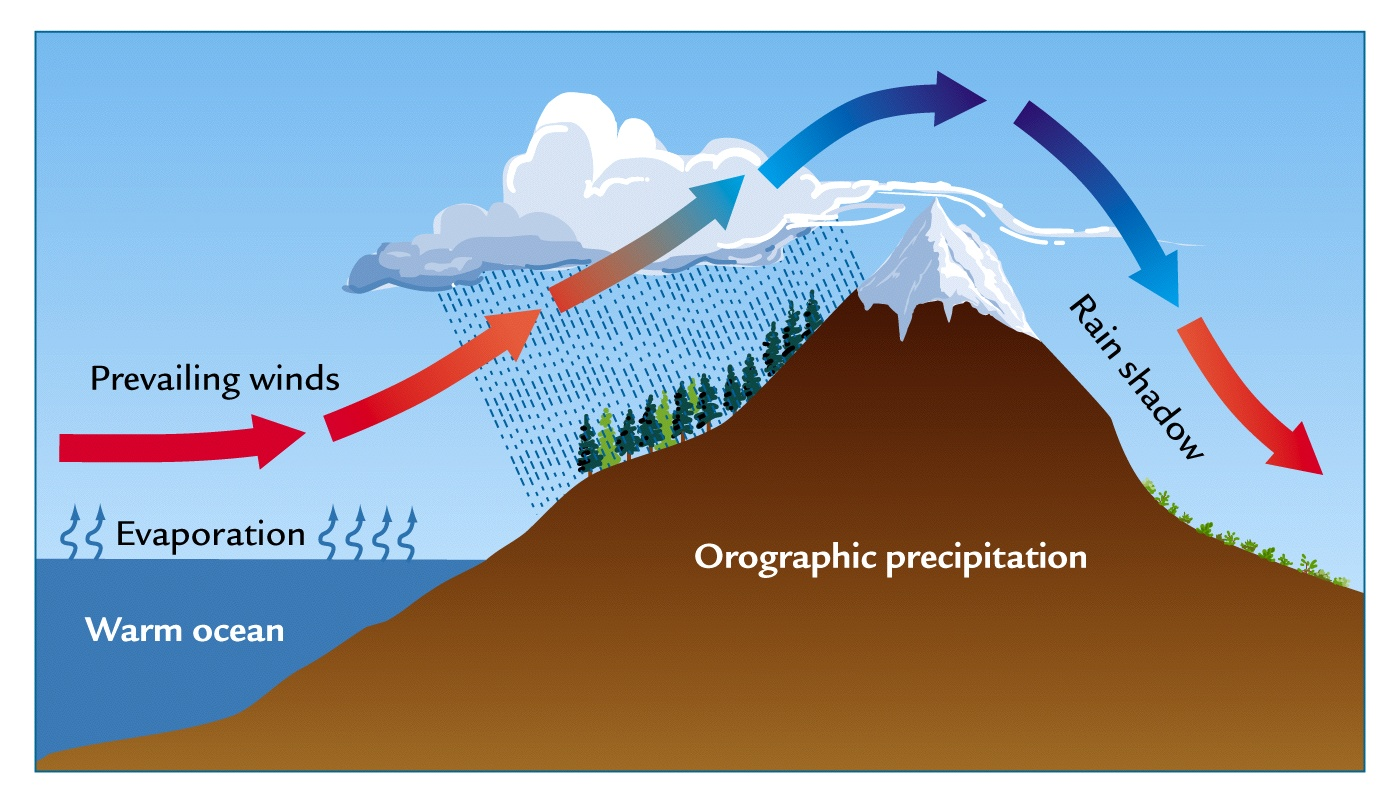 Prevailing winds
Rain shadow
Evaporation
Orographic precipitation
Warm ocean